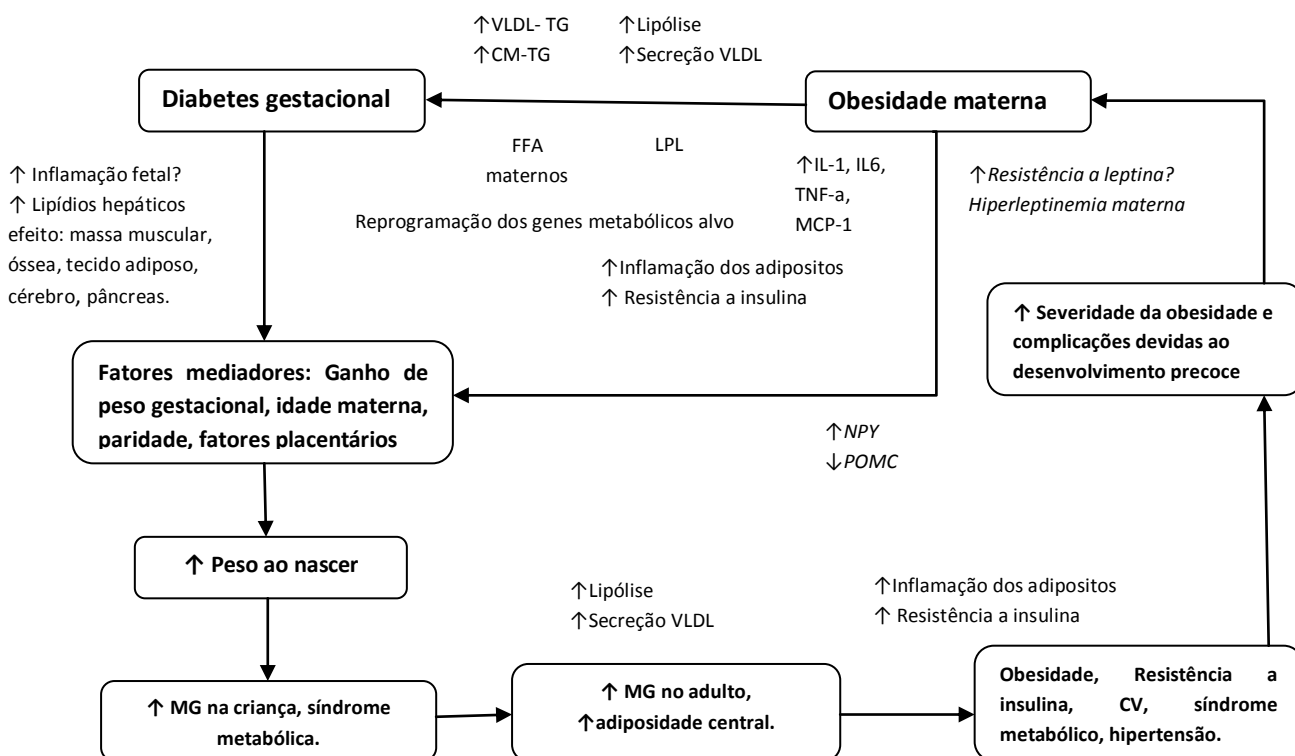 ↑VLDL- TG
↑CM-TG
↑Lipólise
↑Secreção VLDL
Diabetes gestacional
Obesidade materna
FFA
maternos
LPL
↑IL-1, IL6,
TNF-a,
MCP-1
↑Resistência a leptina?
Hiperleptinemia materna
↑ Inflamação fetal?
↑ Lipídios hepáticos
efeito: massa muscular,
óssea, tecido adiposo,
cérebro, pâncreas.
Reprogramação dos genes metabólicos alvo
↑Inflamação dos adipositos
↑ Resistência a insulina
↑ Severidade da obesidade e
complicações devidas ao
desenvolvimento precoce
Fatores mediadores: Ganho de
peso gestacional, idade materna,
paridade, fatores placentários
↑NPY
↓POMC
↑ Peso ao nascer
↑Lipólise
↑Secreção VLDL
↑Inflamação dos adipositos
↑ Resistência a insulina
↑ MG na criança, síndrome
metabólica.
↑ MG no adulto,
↑adiposidade central.
Obesidade, Resistência a
insulina, CV, síndrome
metabólico, hipertensão.